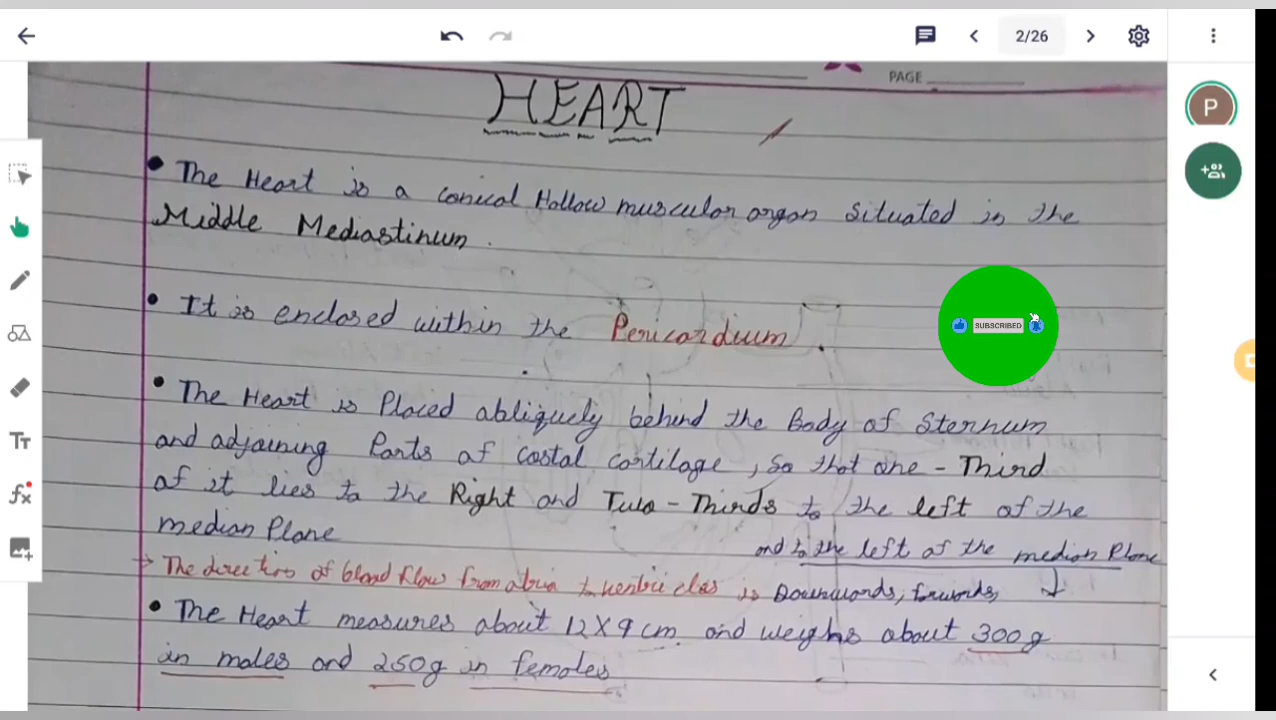 2/26
PAGE
P
HEART
• The Heart is a conical Hollow muscular organ situated in the
Middle Mediastinum.
• It is enclosed within the Pericardium.
SUBSCRIBED
• The Heart is Placed obliquely behind the Body of Sternum
and adjoining Parts of costal cartilage, so that one - Third
of it lies to the Right and Two - Thirds to the left of the
median Plane
and to the left of the median Plane
→ The direction of blood flow from atria to ventricles is Downwards, forwards,
• The Heart measures about 12 X 9 cm and weighs about 300g
in males and 250g in females
Tт
fx